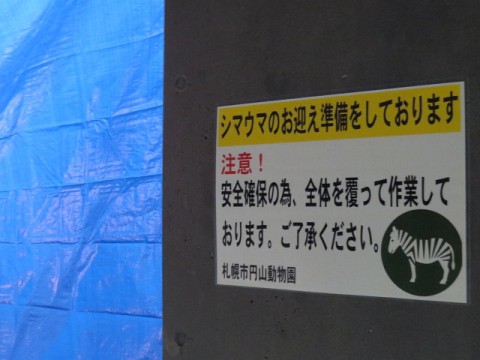 シマウマのお迎え準備をしております
注意！
安全確保の為、全体を覆って作業して
おります。ご了承ください。
札幌市円山動物園